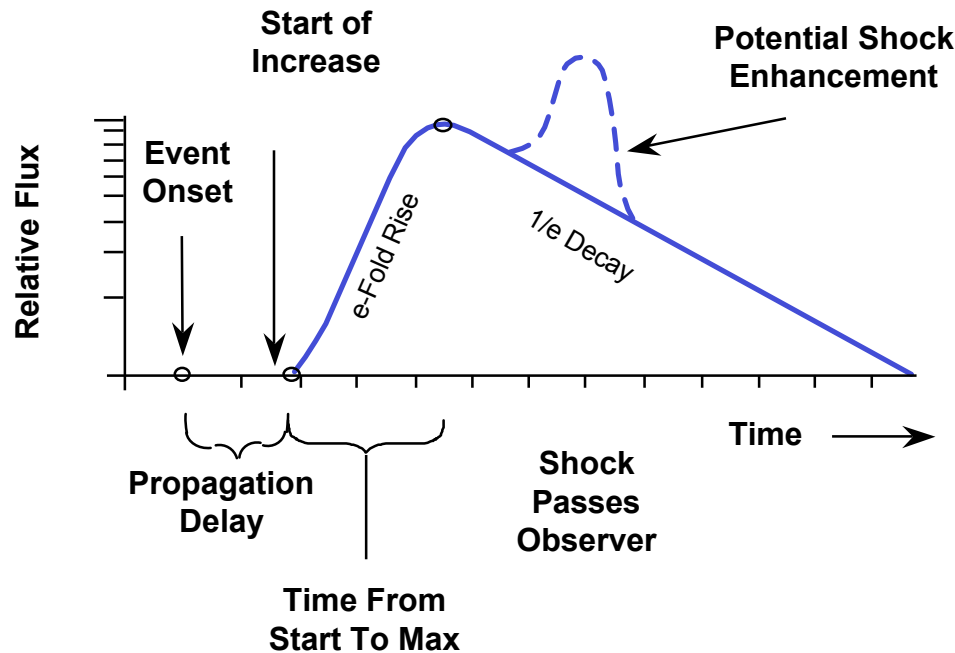 Start of
Increase
Potential Shock
Enhancement
Event
Onset
Relative Flux
e-Fold Rise
1/e Decay
Time
Propagation
Delay
Shock
Passes
Observer
Time From
Start To Max